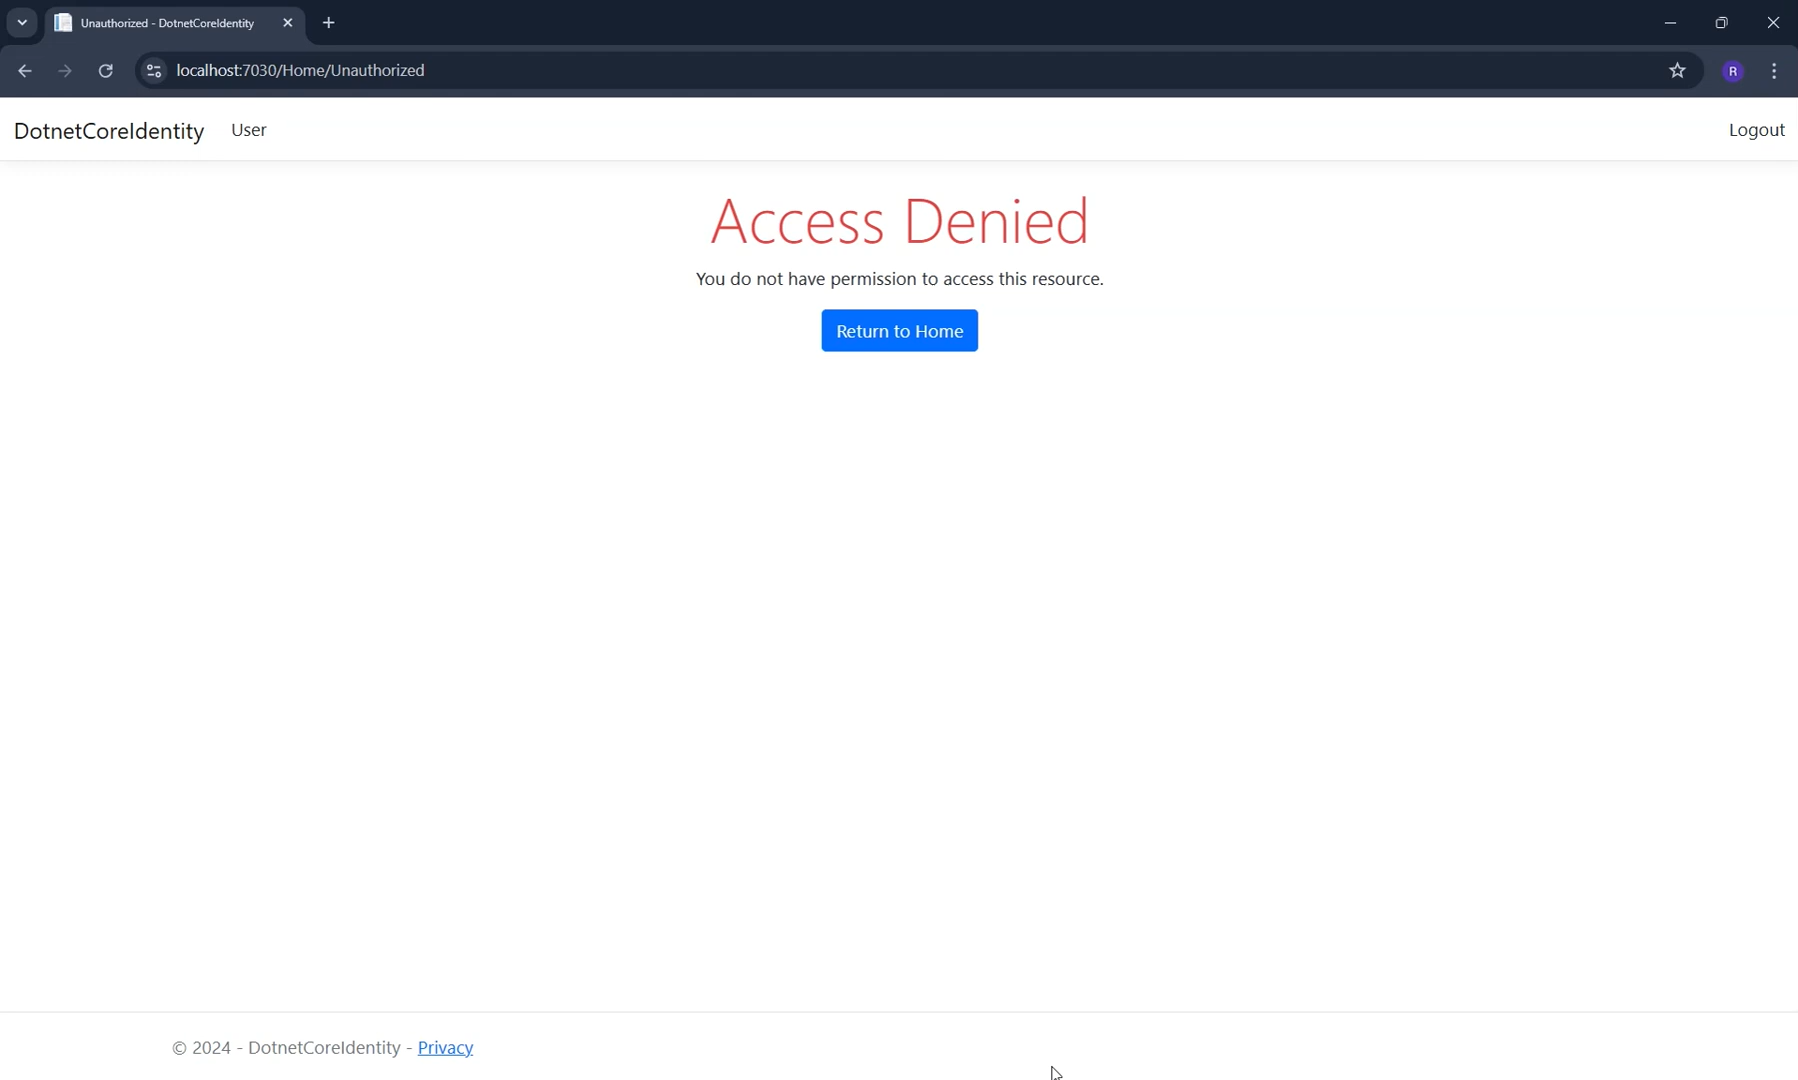 Unauthorized - DotnetCoreIdentity
localhost:7030/Home/Unauthorized
R
DotnetCoreIdentity User Logout
Access Denied
You do not have permission to access this resource.
Return to Home
© 2024 - DotnetCoreIdentity - Privacy